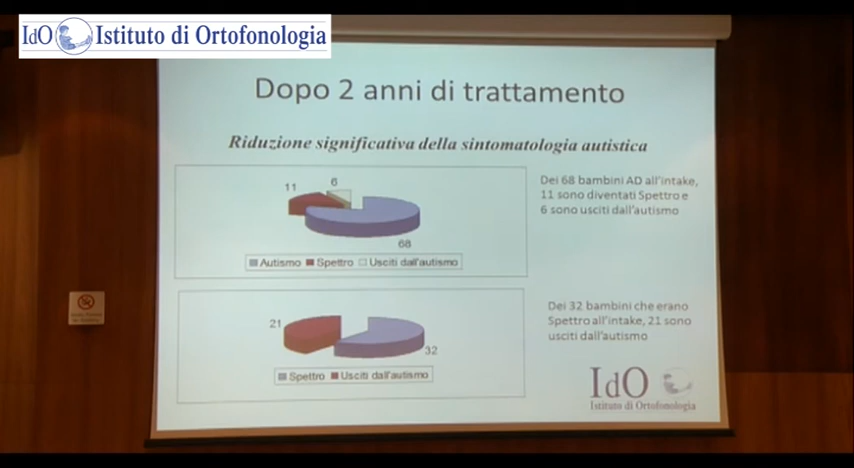 IdO Istituto di Ortofonologia
Dopo 2 anni di trattamento
Riduzione significativa della sintomatologia autistica
11
6
68
Autismo Spettro Usciti dall'autismo
Dei 68 bambini AD all'intake,
11 sono diventati Spettro e
6 sono usciti dall'autismo
21
32
Spettro Usciti dall'autismo
Dei 32 bambini che erano
Spettro all'intake, 21 sono
usciti dall'autismo
IdO
Istituto di Ortofonologia